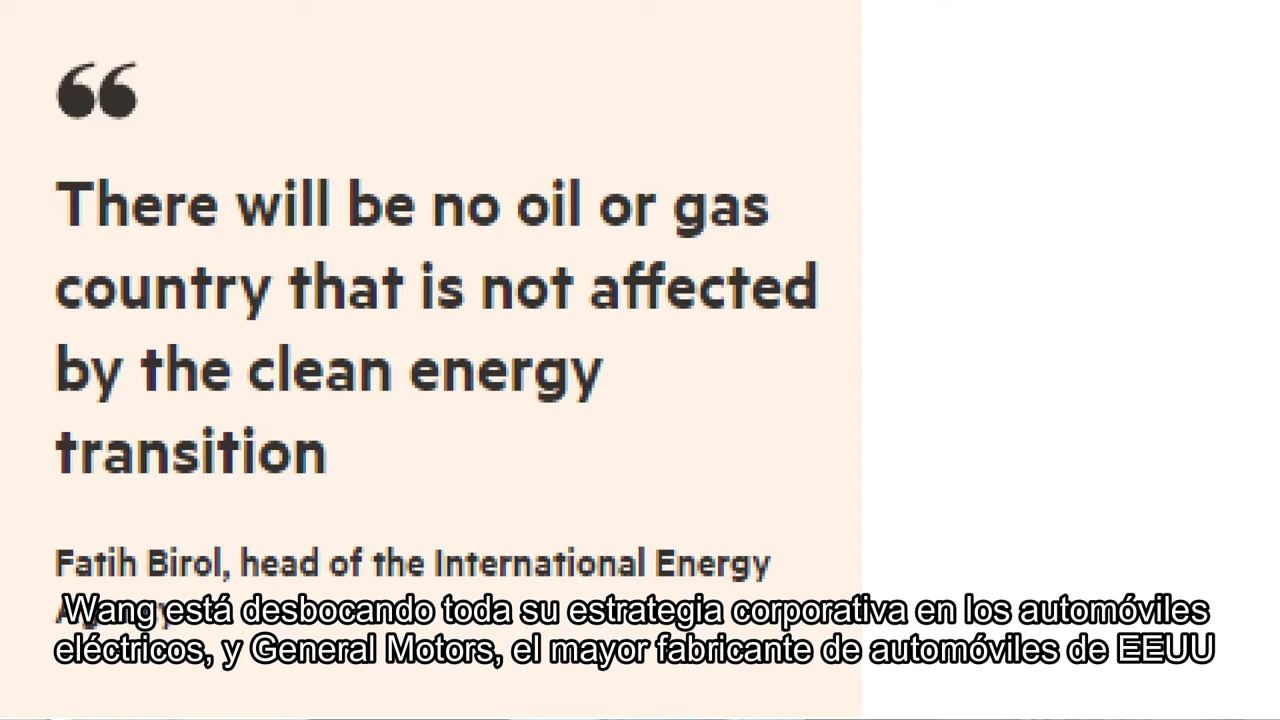 “
There will be no oil or gas
country that is not affected
by the clean energy
transition
Fatih Birol, head of the International Energy
Wang está desbocando toda su estrategia corporativa en los automóviles
eléctricos, y General Motors, el mayor fabricante de automóviles de EEUU